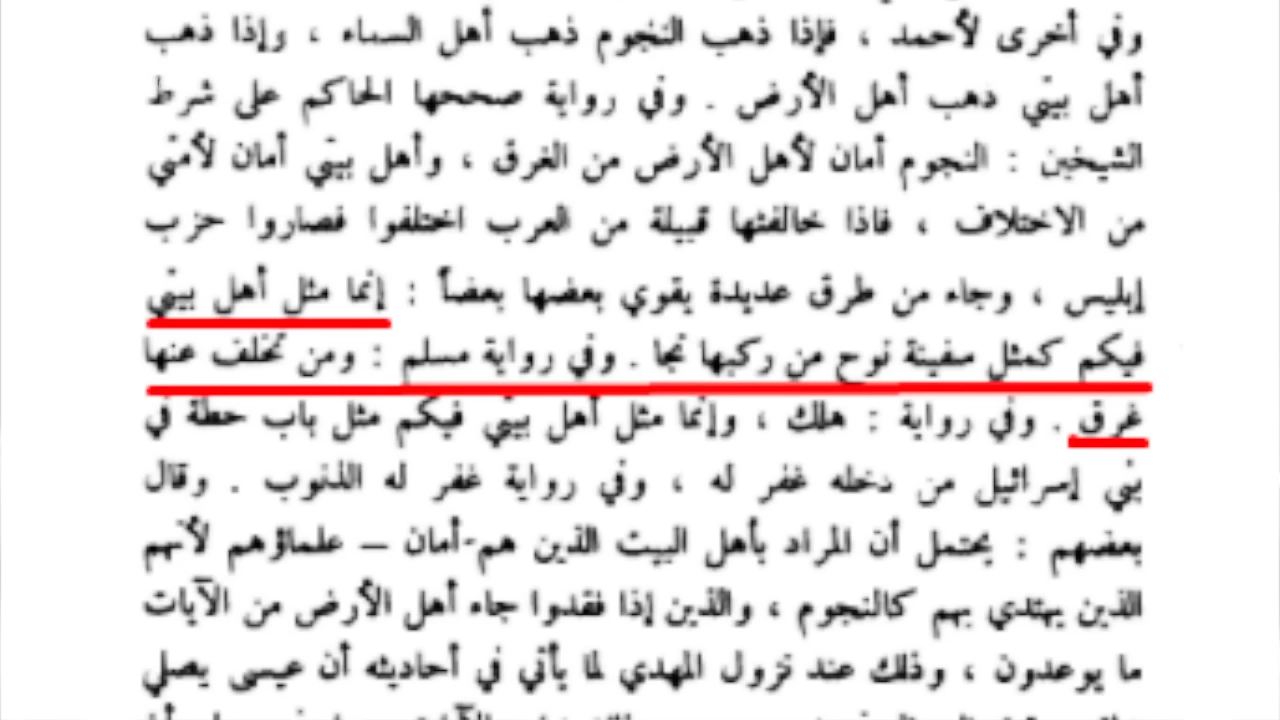 وفي أخرى لأحمد ، فإذا ذهب النجوم ذهب أهل السماء ، وإذا ذهب
أهل بيتي ذهب أهل الأرض . وفي رواية صححها الحاكم على شرط
الشيخين : النجوم أمان لأهل الأرض من الغرق ، وأهل بيتي أمان لأمتي
من الاختلاف ، فاذا خالفتها قبيلة من العرب اختلفوا فصاروا حزب
إبليس ، وجاء من طرق عديدة يقوي بعضها بعضاً : إنما مثل أهل بيتي
فيكم كمثل سفينة نوح من ركبها نجا . وفي رواية مسلم : ومن تخلف عنها
غرق . وفي رواية : هلك ، وإنما مثل أهل بيتي فيكم مثل باب حطة في
بني إسرائيل من دخله غفر له ، وفي رواية غفر له الذنوب . وقال
بعضهم : يحتمل أن المراد بأهل البيت الذين هم-أمان – علماؤهم لأنهم
الذين يهتدي بهم كالنجوم ، والذين إذا فقدوا جاء أهل الأرض من الآيات
ما يوعدون ، وذلك عند نزول المهدي لما يأتي في أحاديثه أن عيسى يصلي